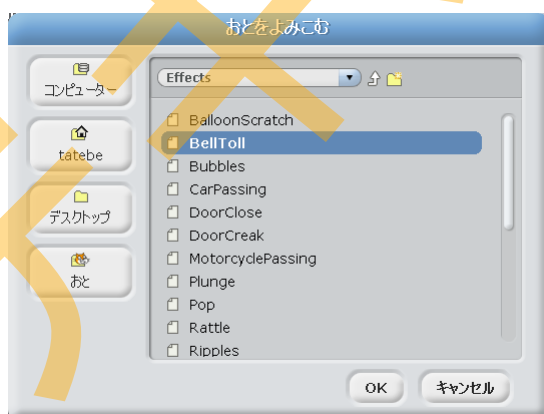 おとをよみこむ
コンピューター
tatebe
デスクトップ
おと
Effects
BalloonScratch
BellToll
Bubbles
CarPassing
DoorClose
DoorCreak
MotorcyclePassing
Plunge
Pop
Rattle
Ripples
OK
キャンセル